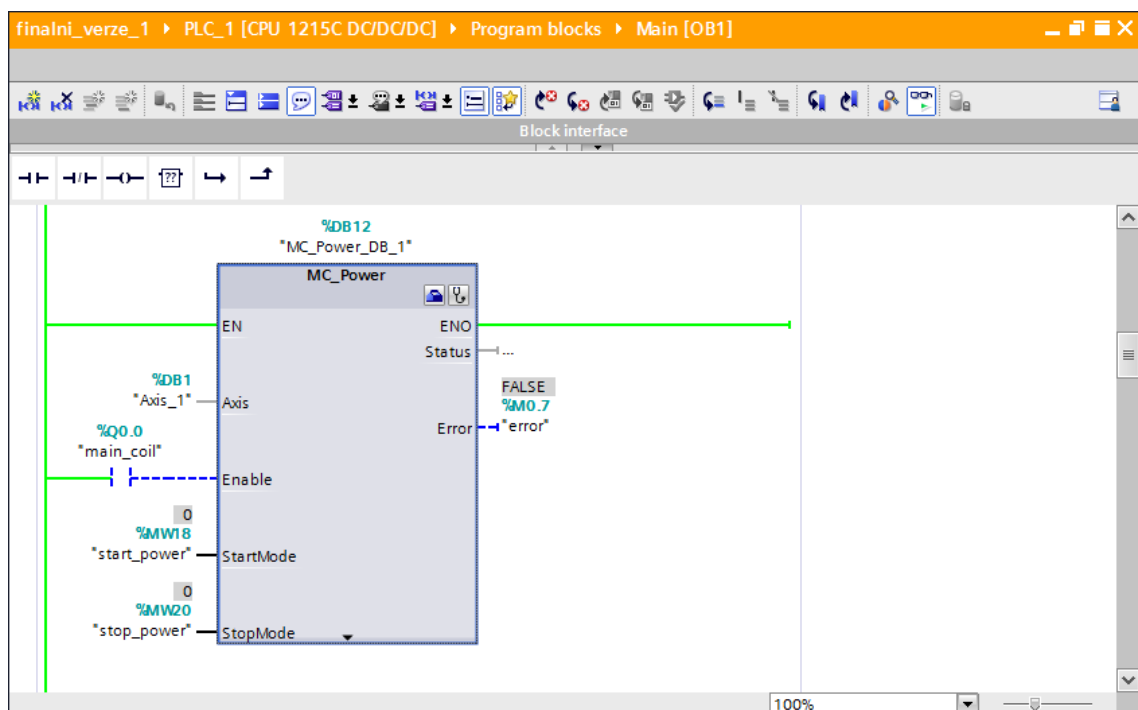 finalni_verze_1 ▸ PLC_1 [CPU 1215C DC/DC/DC] ▸ Program blocks ▸ Main [OB1]
Block interface
??
%DB12
"MC_Power_DB_1"
MC_Power
EN
ENO
Status
...
%DB1
"Axis_1"
Axis
FALSE
%M0.7
Error
"error"
%Q0.0
"main_coil"
Enable
0
%MW18
"start_power"
StartMode
0
%MW20
"stop_power"
StopMode
100%